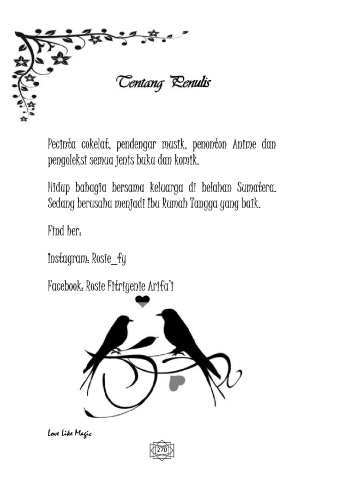 Tentang Penulis
Pecinta cokelat, pendengar musik, penonton Anime dan
pengoleksi semua jenis buku dan komik.
Hidup bahagia bersama keluarga di belahan Sumatera.
Sedang berusaha menjadi Ibu Rumah Tangga yang baik.
Find her:
Instagram: Rosie_fy
Facebook: Rosie Fitriyenie Arifa'i
Love Like Magic
270